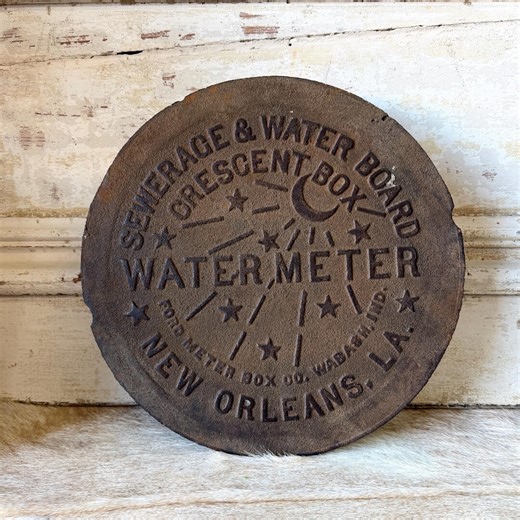 SEWERAGE & WATER BOARD
CRESCENT BOX
WATER METER
FORD METER BOX CO. WABASH, IND.
NEW ORLEANS, LA.